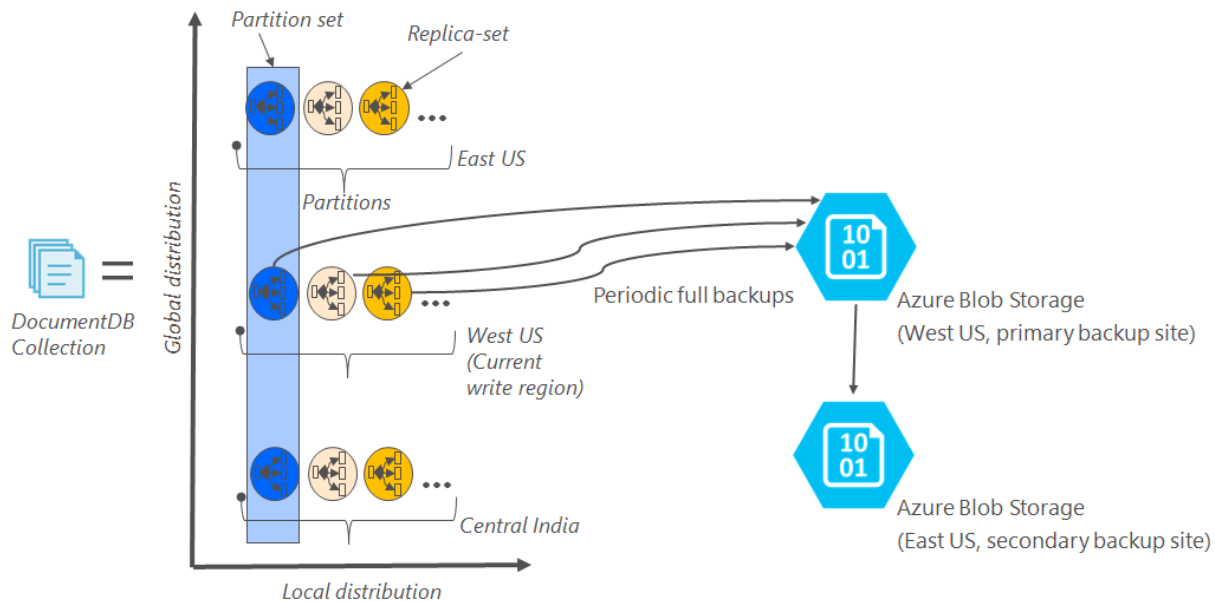 Partition set
Replica-set
East US
Partitions
Global distribution
DocumentDB
Collection
=
Periodic full backups
West US
(Current
write region)
10
01
Azure Blob Storage
(West US, primary backup site)
Central India
10
01
Azure Blob Storage
(East US, secondary backup site)
Local distribution